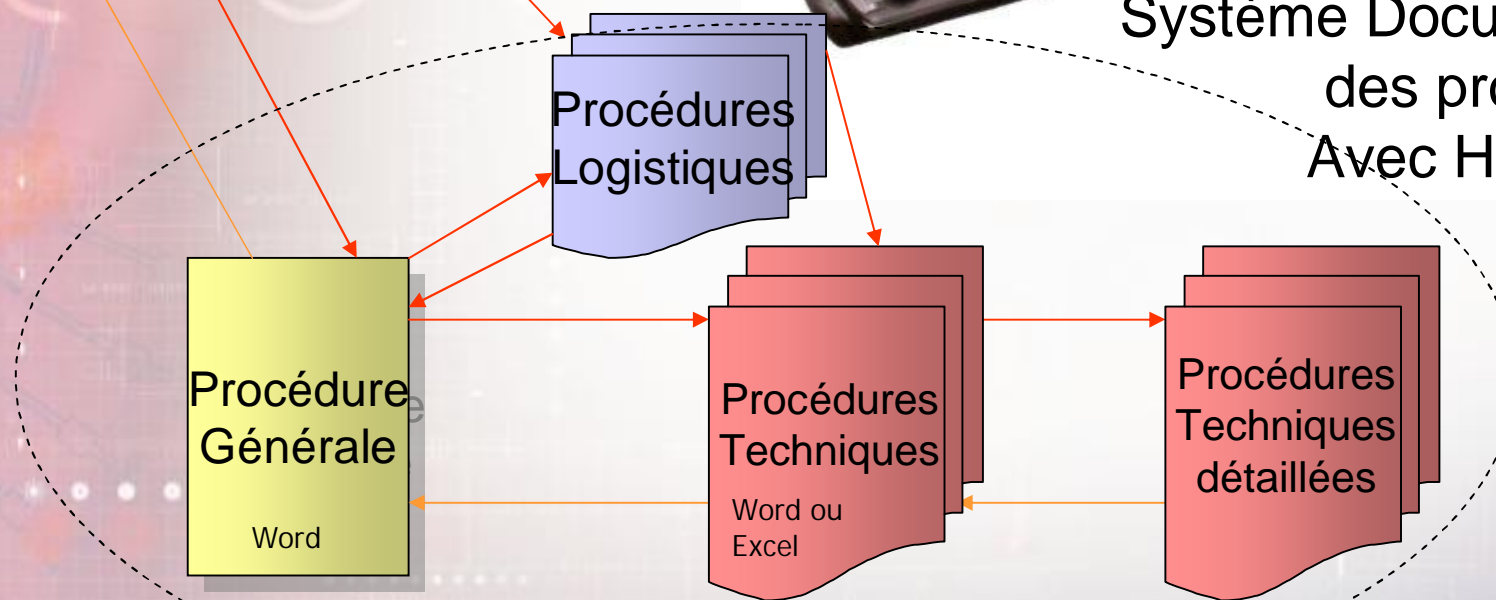 Système Docu
des pro
Avec H
Procédures
Logistiques
Procédure
Générale
Word
Procédures
Techniques
Word ou
Excel
Procédures
Techniques
détaillées